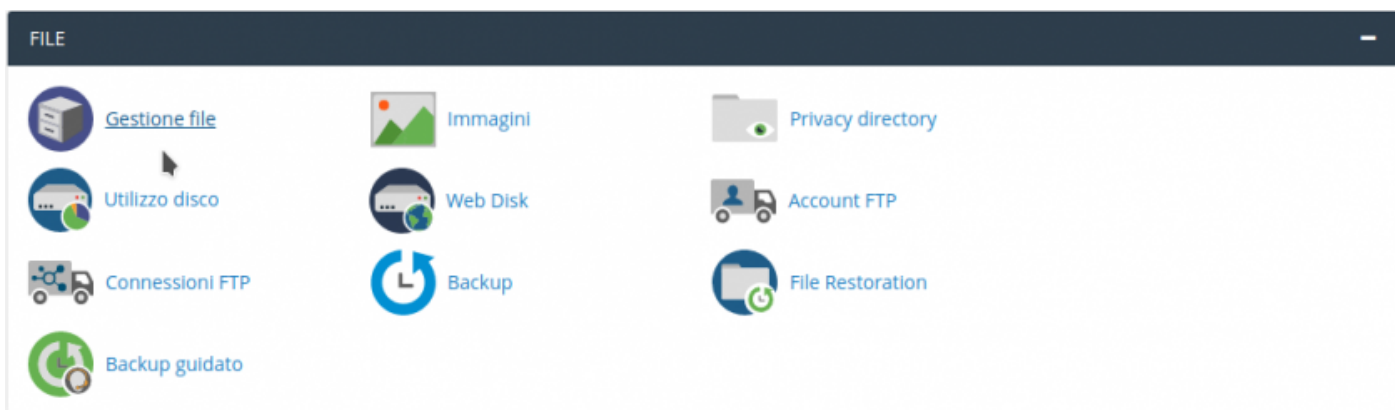 FILE
Gestione file
Immagini
Privacy directory
Utilizzo disco
Web Disk
Account FTP
Connessioni FTP
Backup
File Restoration
Backup guidato